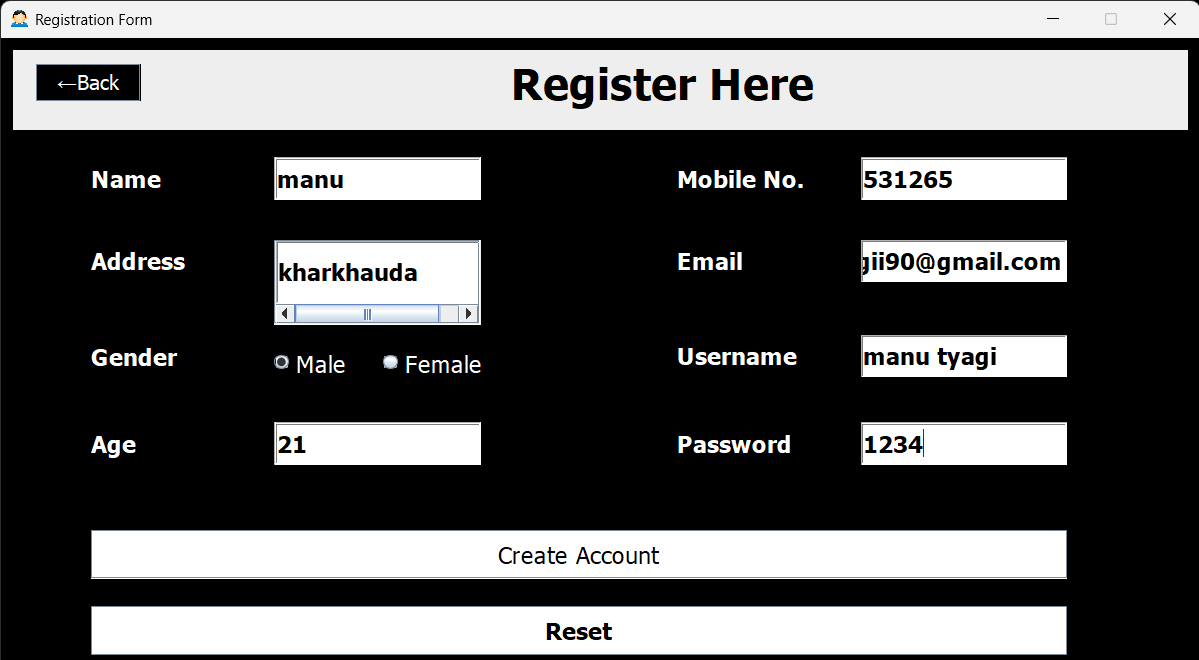 Registration Form
←Back
Register Here
Name manu
Mobile No. 531265
Address kharkhauda
Email gii90@gmail.com
Gender Male Female
Username manu tyagi
Age 21
Password 1234
Create Account
Reset